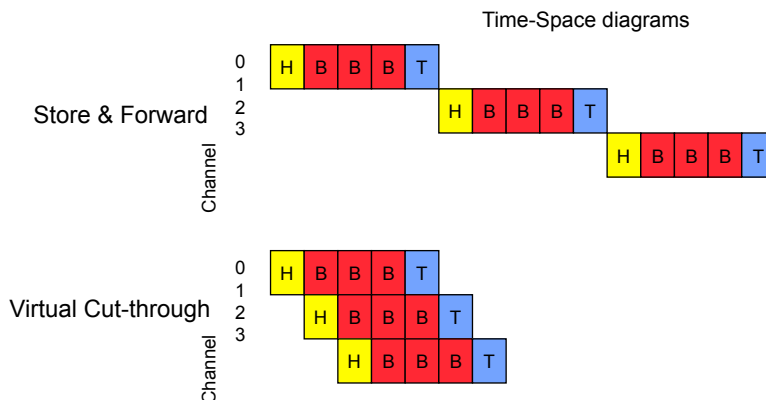 Time-Space diagrams
Store & Forward
0
1
2
3
Channel
H B B B T
H B B B T
H B B B T
Virtual Cut-through
0
1
2
3
Channel
H B B B T
H B B B T
H B B B T